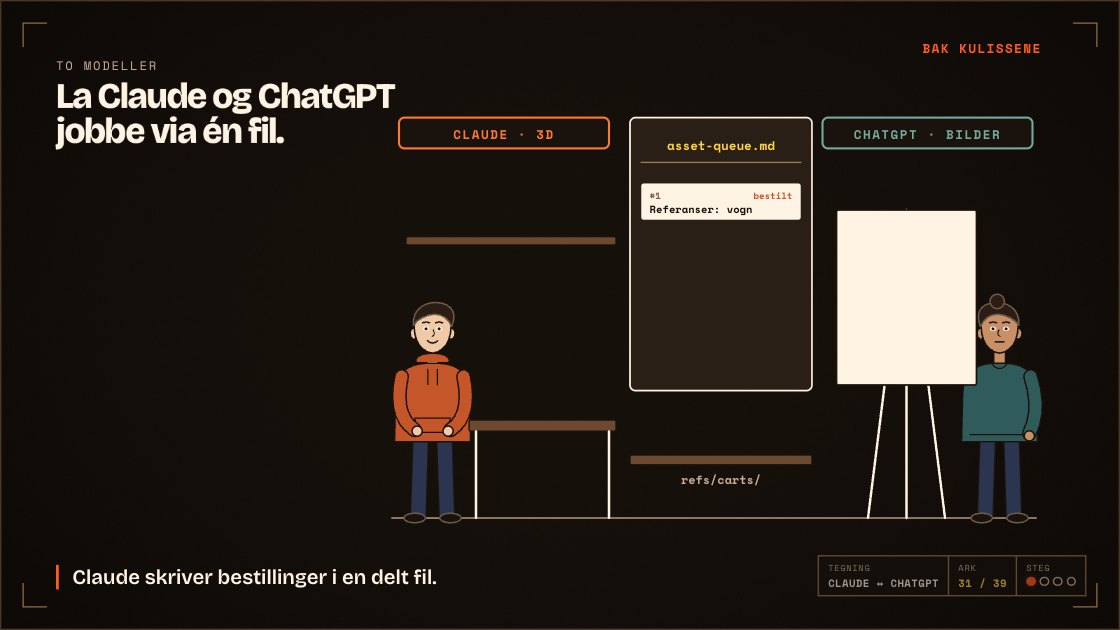 BAK KULISSENE
TO MODELLER
La Claude og ChatGPT
jobbe via én fil.
CLAUDE · 3D
asset-queue.md
#1 bestilt
Referanser: vogn
CHATGPT · BILDER
refs/carts/
Claude skriver bestillinger i en delt fil.
TEGNING
CLAUDE ↔ CHATGPT
ARK
31 / 39
STEG